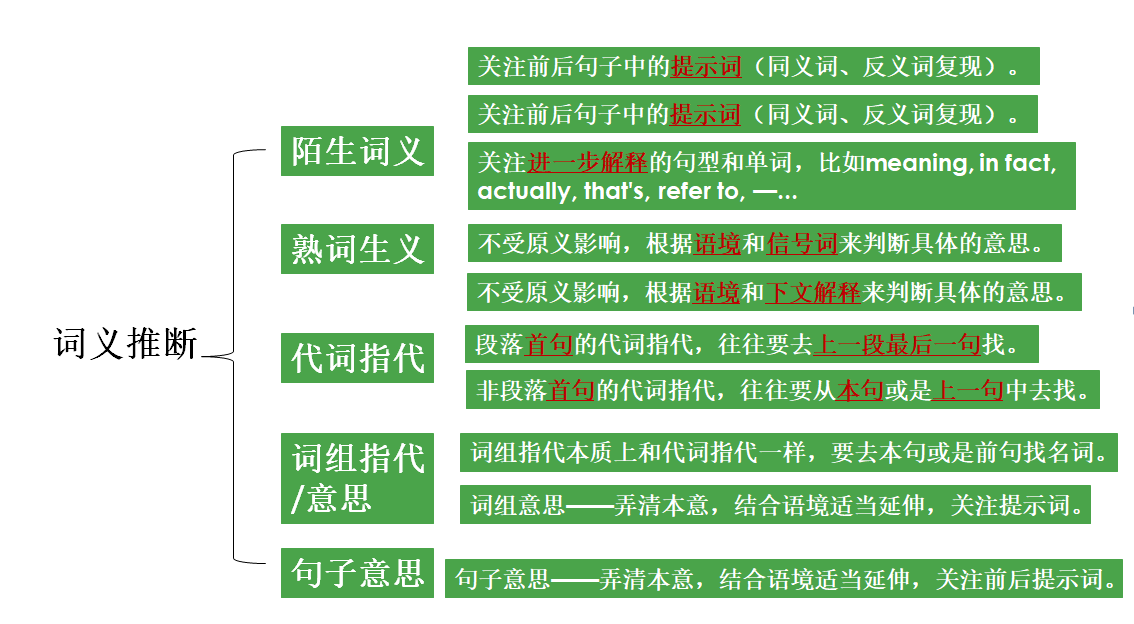 词义推断
陌生词义
关注前后句子中的提示词（同义词、反义词复现）。
关注前后句子中的提示词（同义词、反义词复现）。
关注进一步解释的句型和单词，比如meaning, in fact,
actually, that's, refer to, —...
熟词生义
不受原义影响，根据语境和信号词来判断具体的意思。
不受原义影响，根据语境和下文解释来判断具体的意思。
代词指代
段落首句的代词指代，往往要去上一段最后一句找。
非段落首句的代词指代，往往要从本句或是上一句中去找。
词组指代
/意思
词组指代本质上和代词指代一样，要去本句或是前句找名词。
词组意思——弄清本意，结合语境适当延伸，关注提示词。
句子意思
句子意思——弄清本意，结合语境适当延伸，关注前后提示词。